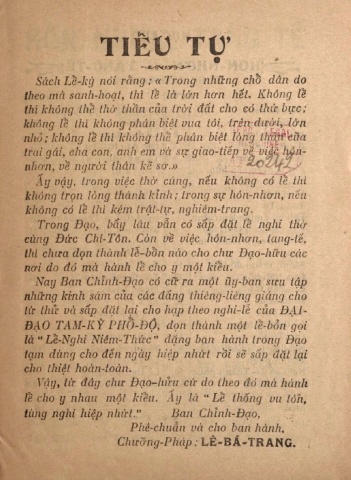 TIỂU TỰ
Sách Lễ-ký nói rằng: «Trong những chỗ dân do
theo mà sanh-hoạt, thì lễ là lớn hơn hết. Không lễ
thì không thể thờ thần của trời đất cho có thứ bực;
không lễ thì không phân biệt vua tôi, trên dưới, lớn
nhỏ; không lễ thì không thể phân biệt lòng thân của
trai gái, cha con, anh em và sự giao-tiếp về việc hôn-
nhơn, về người thân kẻ sơ.»
20242
Ấy vậy, trong việc thờ cúng, nếu không có lễ thì
không trọn lòng thành kỉnh; trong sự hôn-nhơn, nếu
không có lễ thì kém trật-tự, nghiêm-trang.
Trong Đạo, bấy lâu vẫn có sắp đặt lễ nghi thờ
cúng Đức Chí-Tôn. Còn về việc, hôn-nhơn, tang-tế,
thì chưa dọn thành lễ-bổn nào cho chư Đạo-hữu các
nơi do đó mà hành lễ cho y một kiểu.
Nay Ban Chỉnh-Đạo có cử ra một ủy-ban sưu tập
những kinh sám của các đấng thiêng-liêng giáng cho
từ thử và sắp đặt lại cho hạp theo nghi-lễ của ĐẠI-
ĐẠO TAM-KỲ PHỔ-ĐỘ, dọn thành một lễ-bổn gọi
là “Lễ-Nghi Niêm-Thức” dặng ban hành trong Đạo
tạm dùng cho đến ngày hiệp nhứt rồi sẽ sắp đặt lại
cho thiệt hoàn-toàn.
Vậy, từ đây chư Đạo-hữu cứ do theo đó mà hành
lễ cho y nhau một kiểu. Ấy là “Lễ thống vu tôn,
tùng nghi hiệp nhứt.” Ban Chỉnh-Đạo,
Phê-chuẩn và cho ban hành,
Chưởng-Pháp: LÊ-BÁ-TRANG.